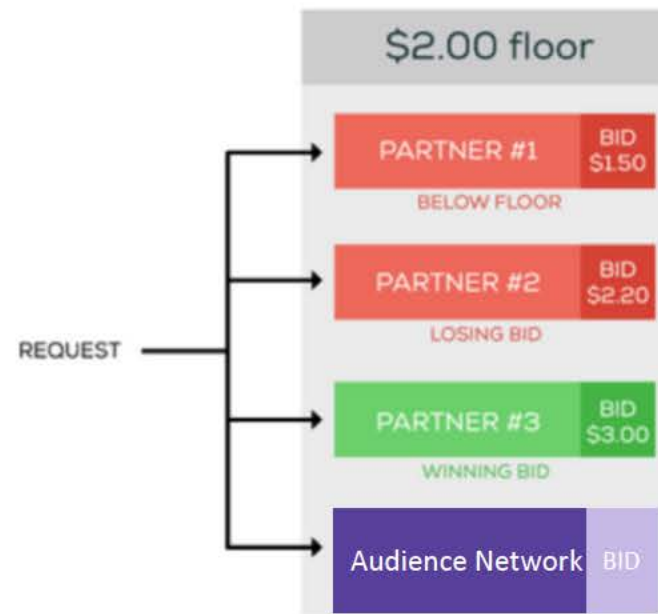 $2.00 floor
PARTNER #1
BID
$1.50
BELOW FLOOR
PARTNER #2
BID
$2.20
LOSING BID
REQUEST
PARTNER #3
BID
$3.00
WINNING BID
Audience Network
BID